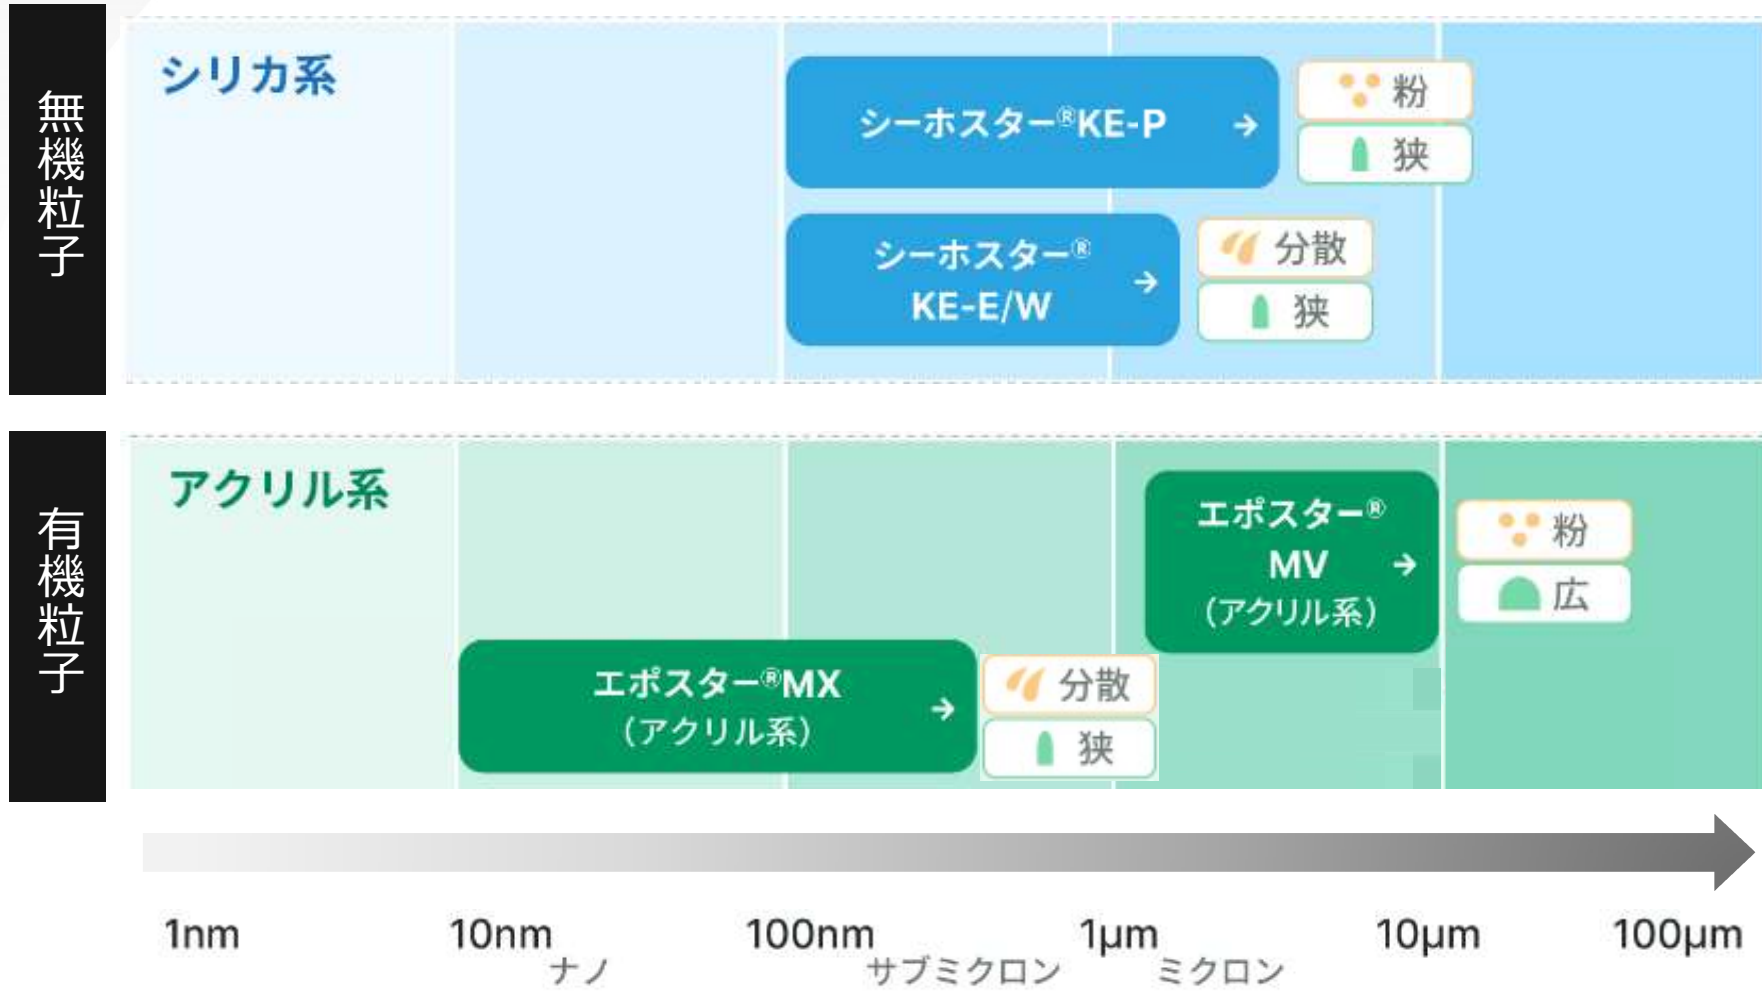 無機粒子
シリカ系
シーホスター®KE-P →
粉
狭
シーホスター®
KE-E/W →
分散
狭
有機粒子
アクリル系
エポスター®
MV →
(アクリル系)
粉
広
エポスター®MX
(アクリル系) →
分散
狭
1nm 10nm 100nm 1μm 10μm 100μm
ナノ サブミクロン ミクロン